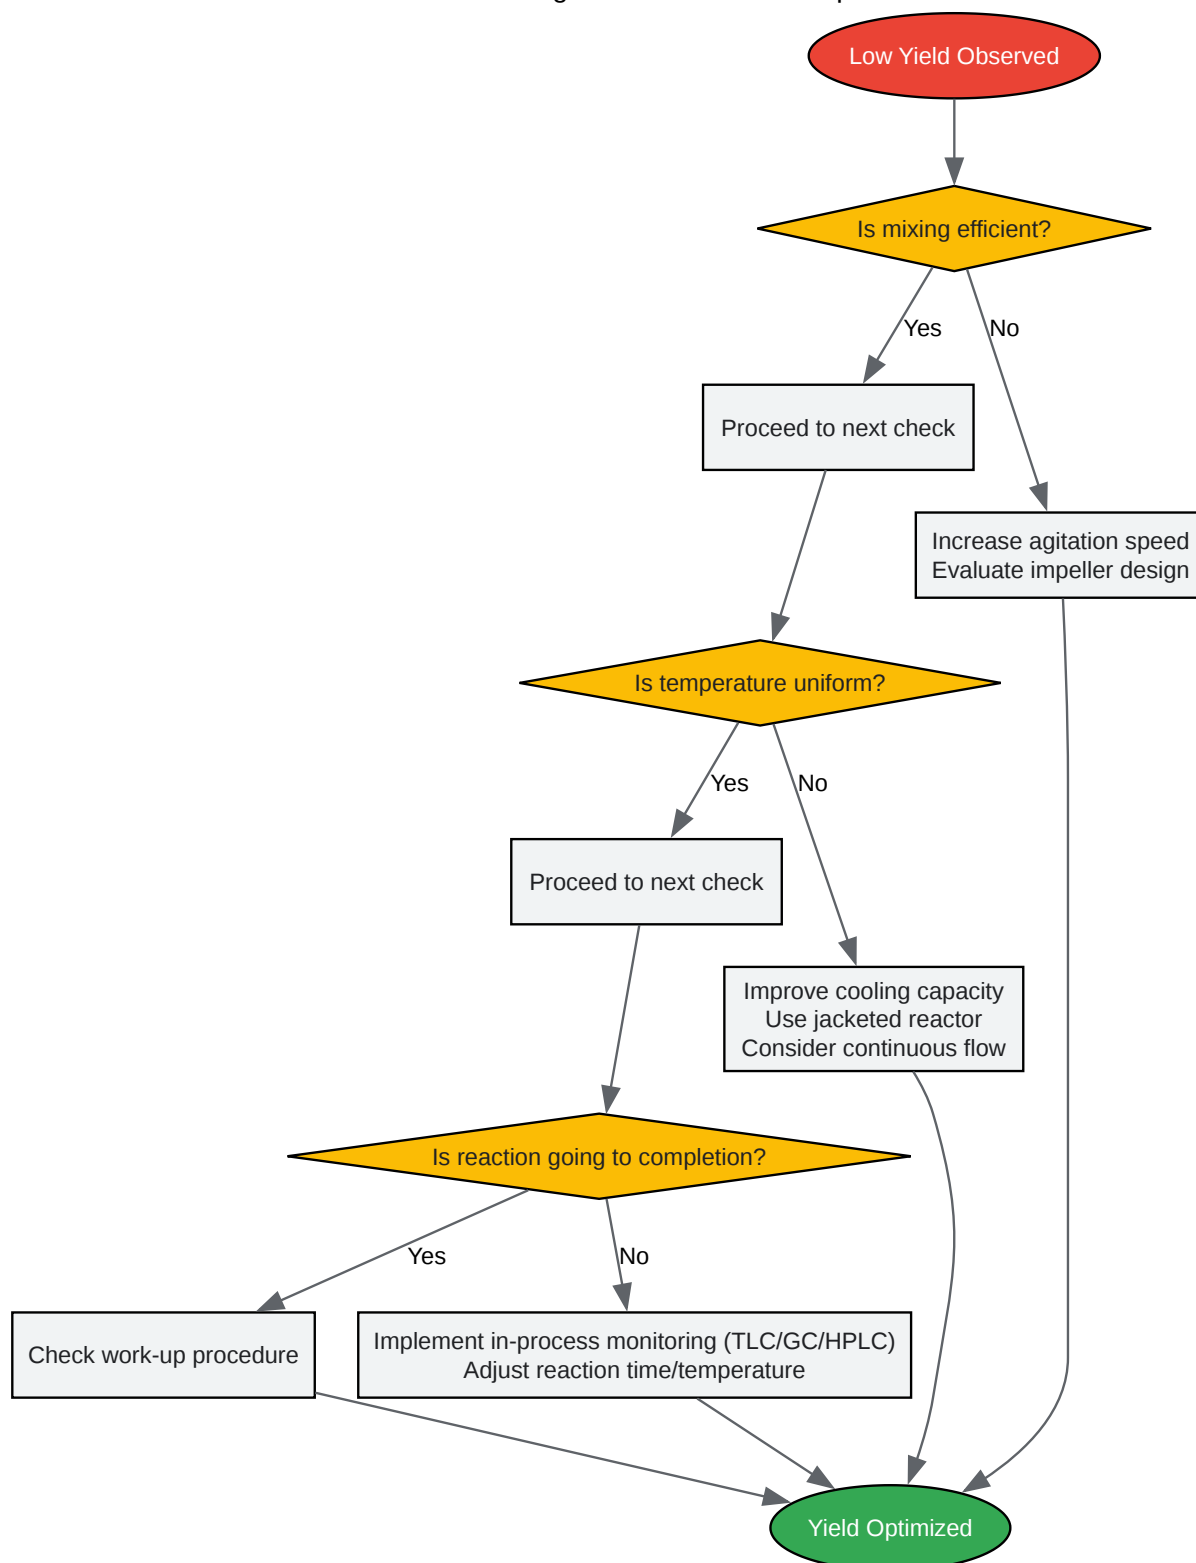 Low Yield Observed
Is mixing efficient?
Yes
No
Proceed to next check
Increase agitation speed
Evaluate impeller design
Is temperature uniform?
Yes
No
Proceed to next check
Improve cooling capacity
Use jacketed reactor
Consider continuous flow
Is reaction going to completion?
Yes
No
Check work-up procedure
Implement in-process monitoring (TLC/GC/HPLC)
Adjust reaction time/temperature
Yield Optimized